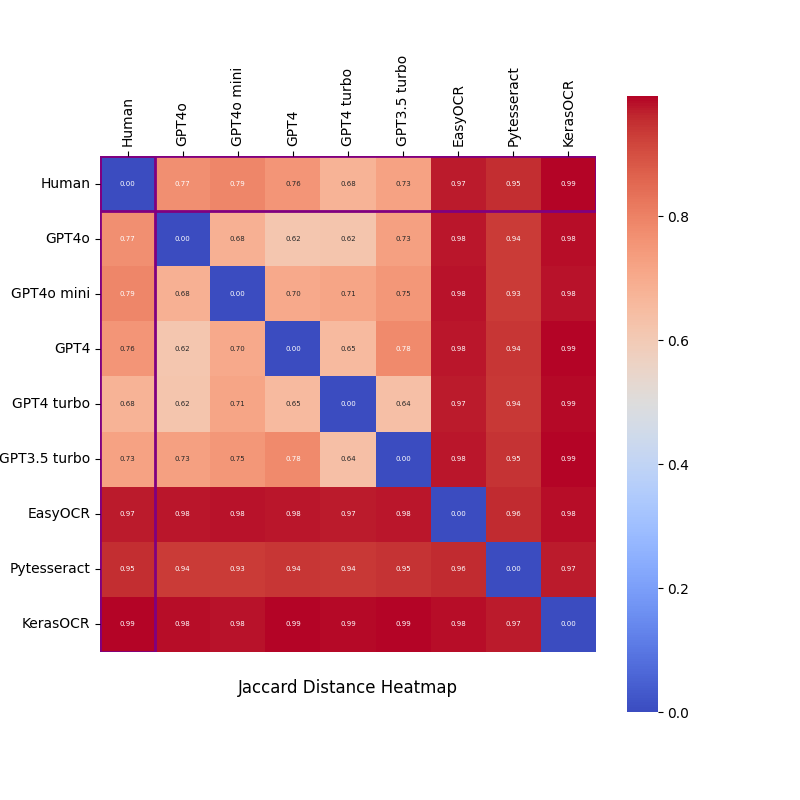 Human GPT4o GPT4o mini GPT4 GPT4 turbo GPT3.5 turbo EasyOCR Pytesseract KerasOCR
Human 0.00 0.77 0.79 0.76 0.68 0.73 0.97 0.95 0.99
GPT4o 0.77 0.00 0.68 0.62 0.62 0.73 0.98 0.94 0.98
GPT4o mini 0.79 0.68 0.00 0.70 0.71 0.75 0.98 0.93 0.98
GPT4 0.76 0.62 0.70 0.00 0.65 0.78 0.98 0.94 0.99
GPT4 turbo 0.68 0.62 0.71 0.65 0.00 0.64 0.97 0.94 0.99
GPT3.5 turbo 0.73 0.73 0.75 0.78 0.64 0.00 0.98 0.95 0.99
EasyOCR 0.97 0.98 0.98 0.98 0.97 0.98 0.00 0.96 0.98
Pytesseract 0.95 0.94 0.93 0.94 0.94 0.95 0.96 0.00 0.97
KerasOCR 0.99 0.98 0.98 0.99 0.99 0.99 0.98 0.97 0.00
Jaccard Distance Heatmap
0.8
0.6
0.4
0.2
0.0